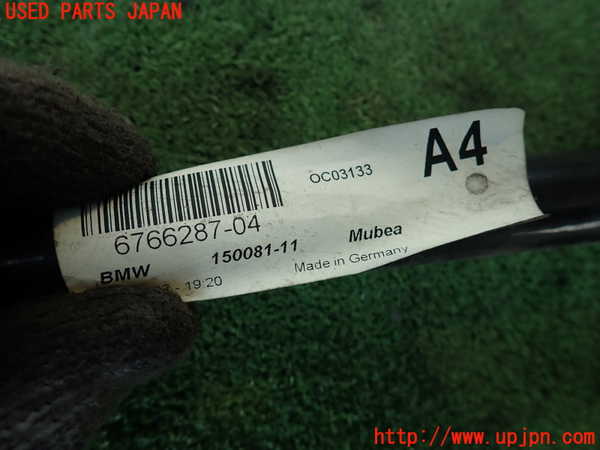 USED PARTS JAPAN
OC03133
A4
6766287-04
BMW 150081-11 Mubea
- 19:20 Made in Germany
http://www.upjpn.com/